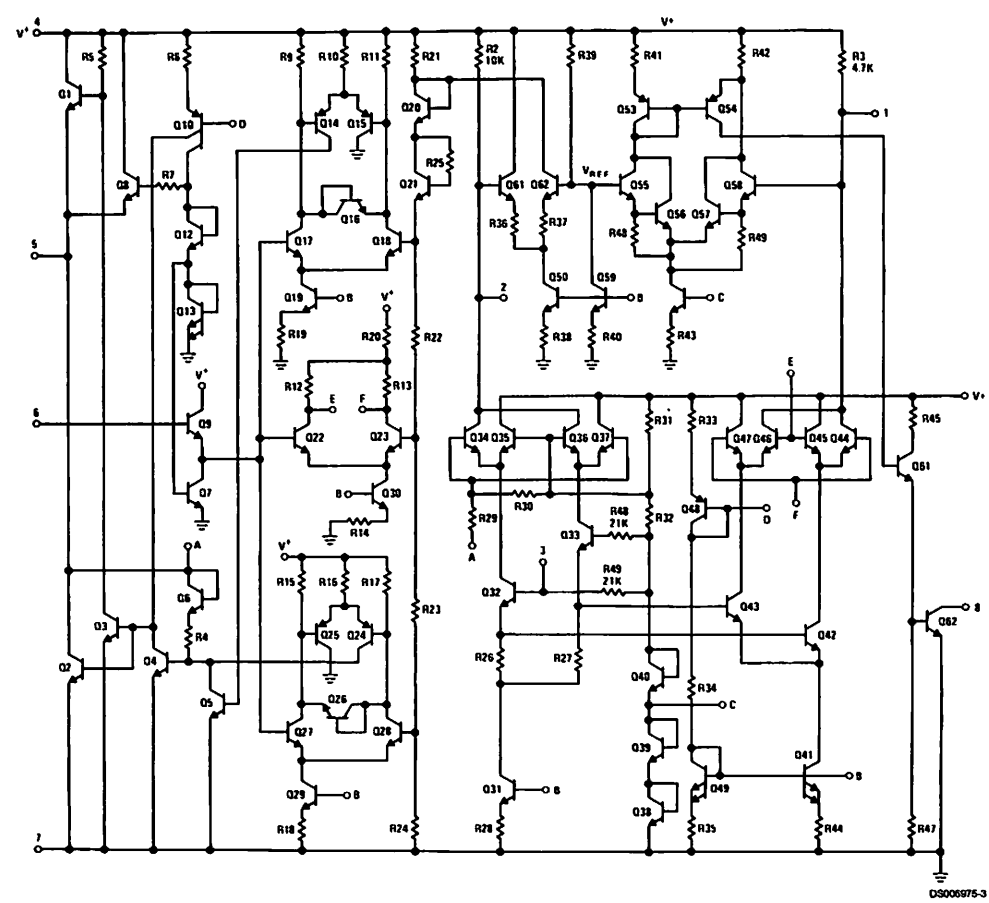 4
V+
V+
R5
R6
R9
R10
R11
R21
R2
10K
R39
R41
R42
R3
4.7K
1
Q1
Q10
D
Q14
Q15
Q20
Q53
Q54
R25
Q8
R7
Q21
Q61
Q62
VREF
Q55
Q58
Q16
Q12
R36
R37
Q56
Q57
R48
R49
Q17
Q18
5
Q13
Q19
B
V+
2
Q50
Q59
B
C
R19
R20
R22
R38
R40
R43
V+
R12
R13
E
6
Q9
E
F
V+
Q22
Q23
Q34
Q35
Q36
Q37
R31
R33
Q47
Q46
Q45
Q44
R45
Q61
Q7
B
Q30
R14
R30
R29
A
R48
21K
R32
Q33
Q48
D
F
A
V+
R15
R16
R17
J
R49
21K
Q6
Q32
Q43
8
R4
Q3
Q25
Q24
R23
Q62
Q42
Q2
Q4
R26
R27
Q40
Q5
Q26
R34
C
Q27
Q28
Q39
Q41
Q29
B
Q31
B
Q38
Q49
B
7
R18
R24
R28
R35
R44
R47
DS006975-3